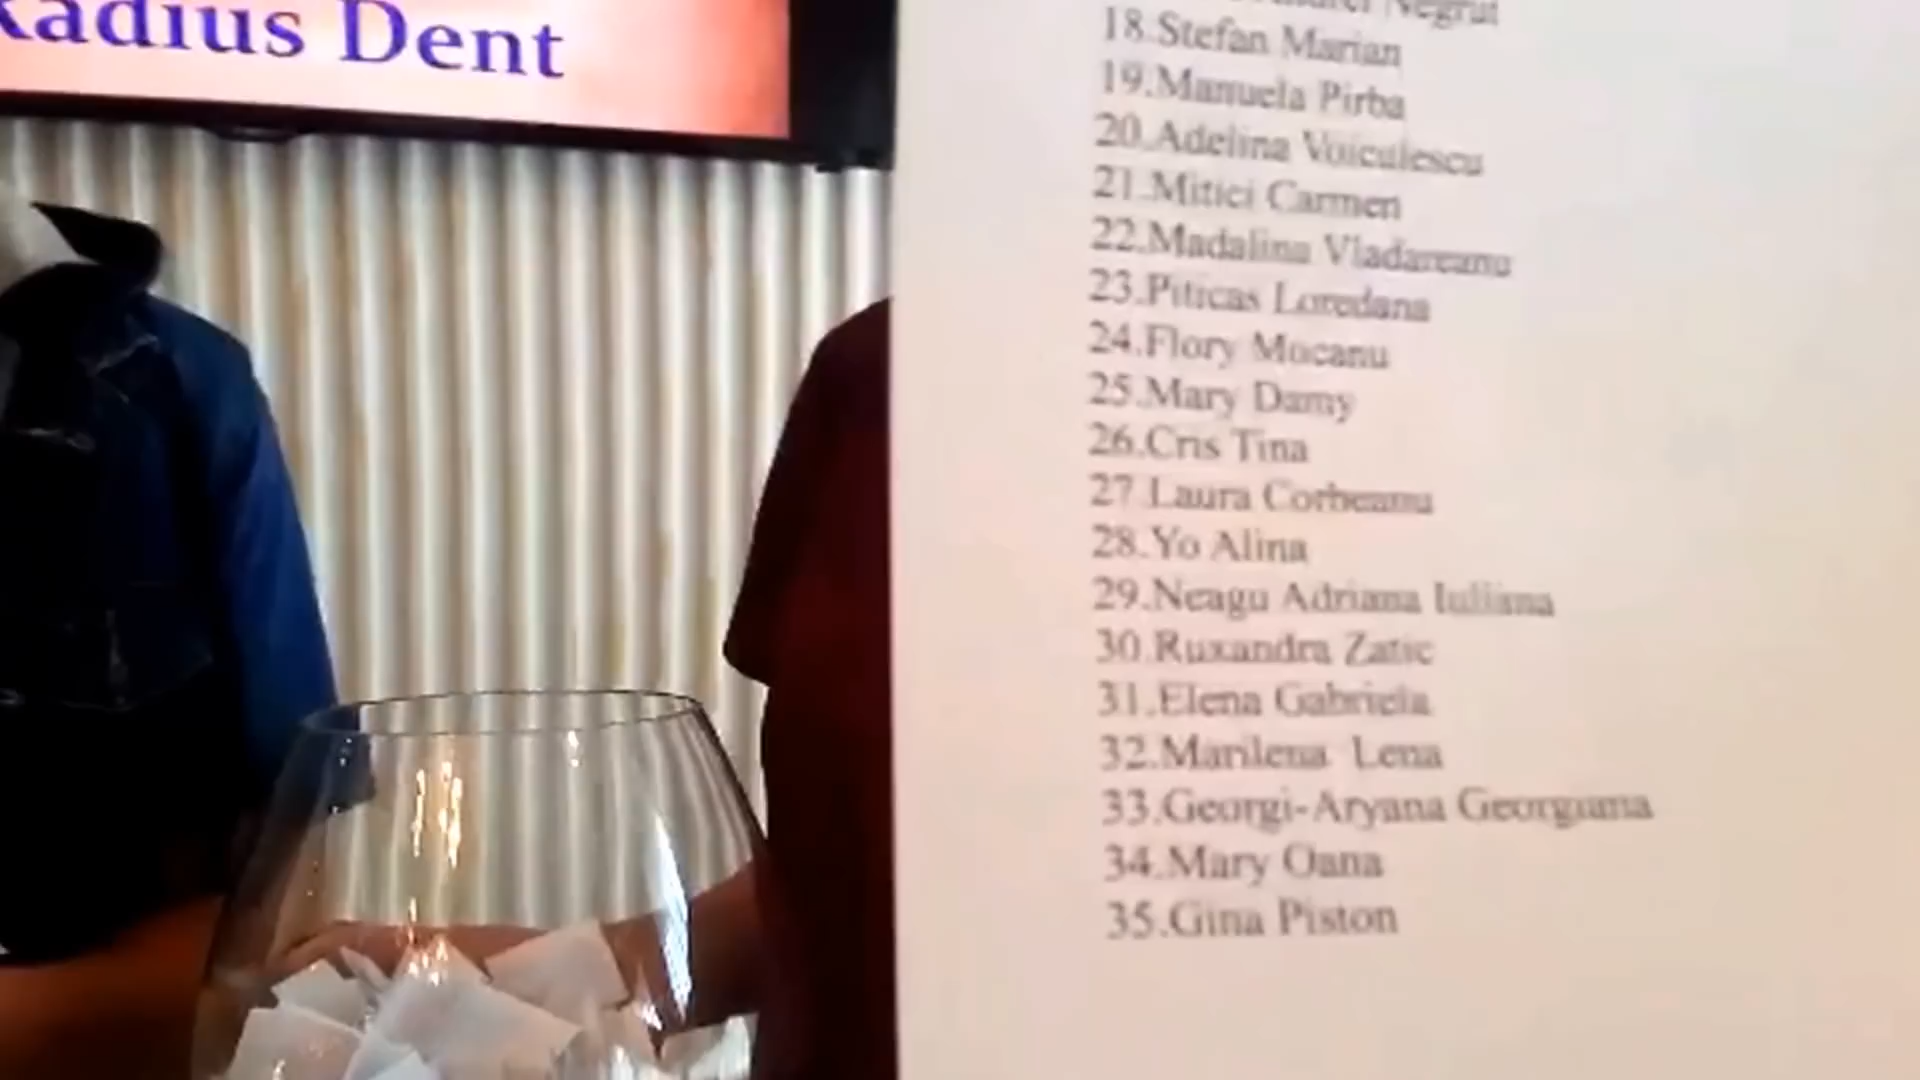 Radius Dent
Negrut
18.Stefan Marian
19.Manuela Pirba
20.Adelina Voiculescu
21.Mitici Carmen
22.Madalina Vladareanu
23.Piticas Loredana
24.Flory Mocanu
25.Mary Damy
26.Cris Tina
27.Laura Corbeanu
28.Yo Alina
29.Neagu Adriana Iuliana
30.Ruxandra Zatic
31.Elena Gabriela
32.Marilena Lena
33.Georgi-Aryana Georgiana
34.Mary Oana
35.Gina Piston